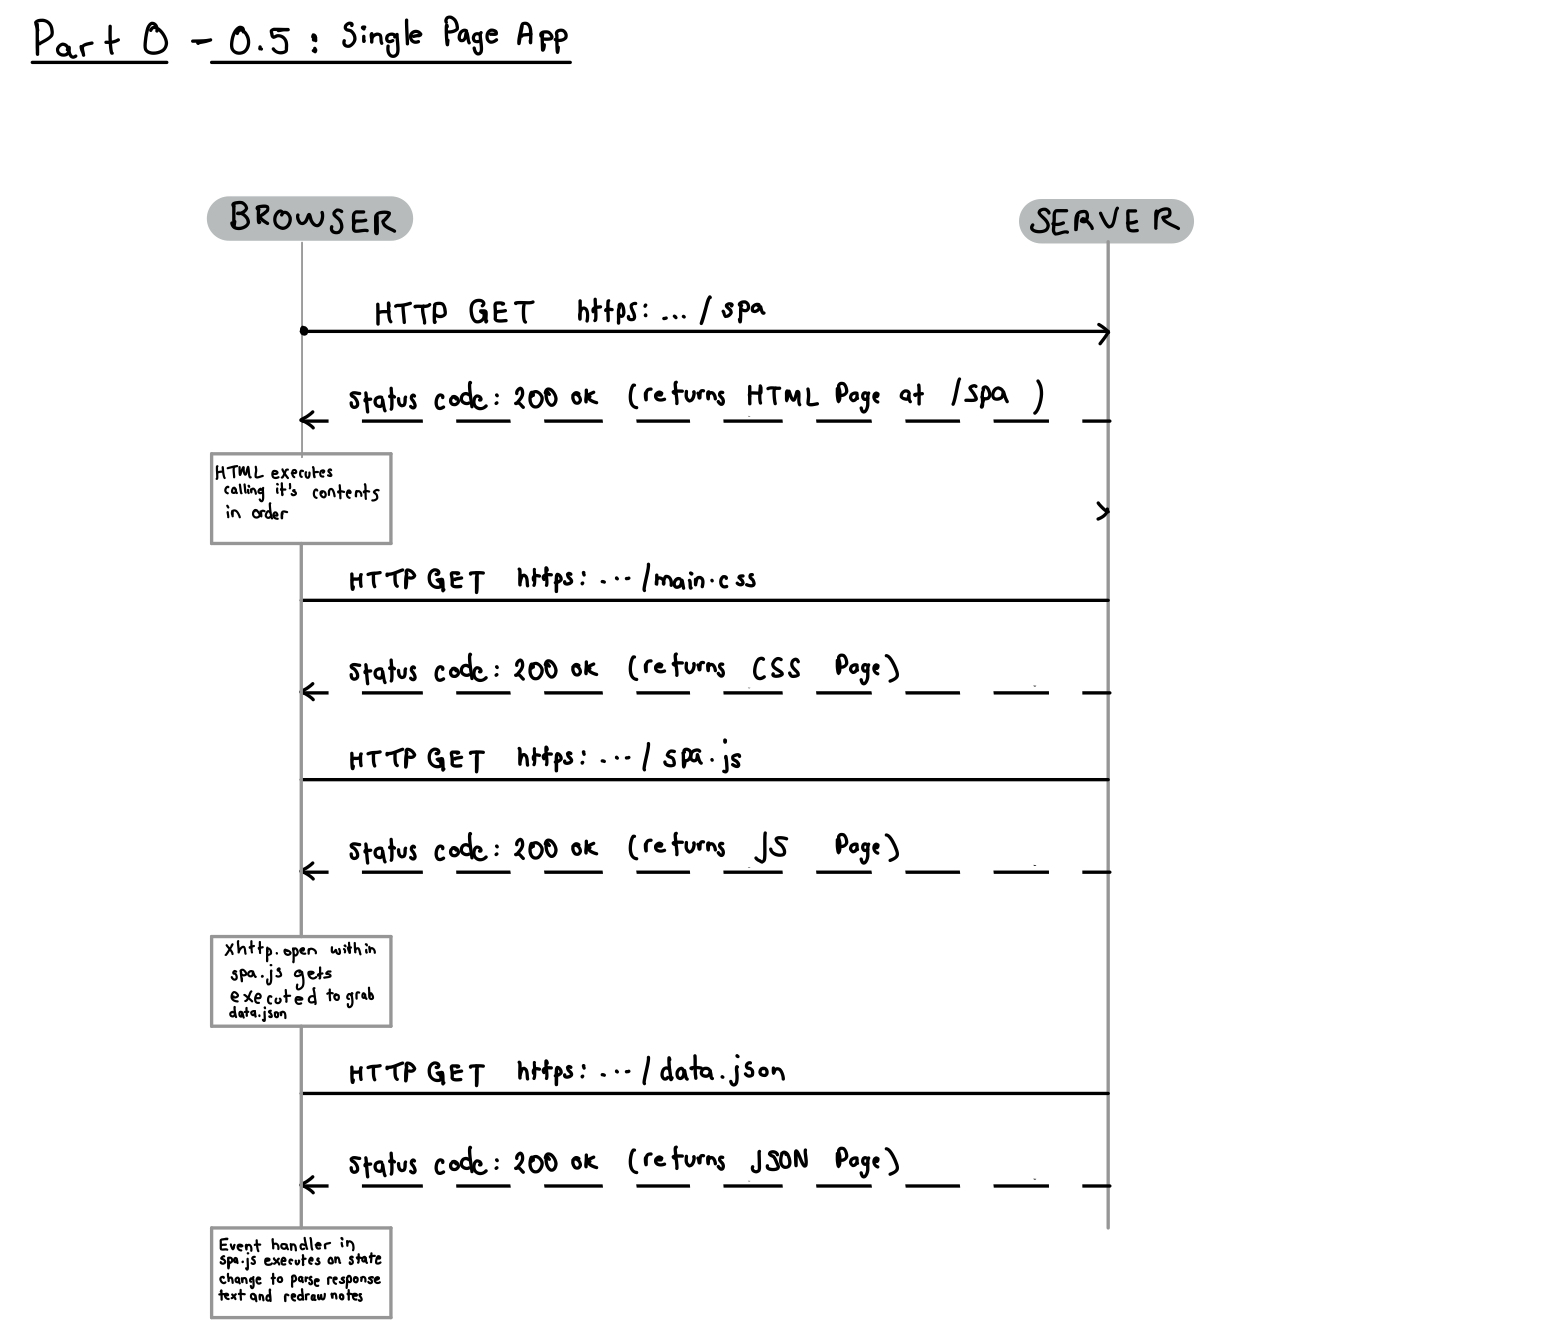 Part 0 - 0.5 : Single Page App
BROWSER
SERVER
HTTP GET https: ... / spa
Status code: 200 ok (returns HTML Page at /spa )
HTML executes
calling it's contents
in order
HTTP GET https: ... /main.css
Status code: 200 ok (returns CSS Page)
HTTP GET https: ... / spa.js
Status code: 200 ok (returns JS Page)
xhttp.open within
spa.js gets
executed to grab
data.json
HTTP GET https: ... / data.json
Status code: 200 ok (returns JSON Page)
Event handler in
spa.js executes on state
change to parse response
text and redraw notes